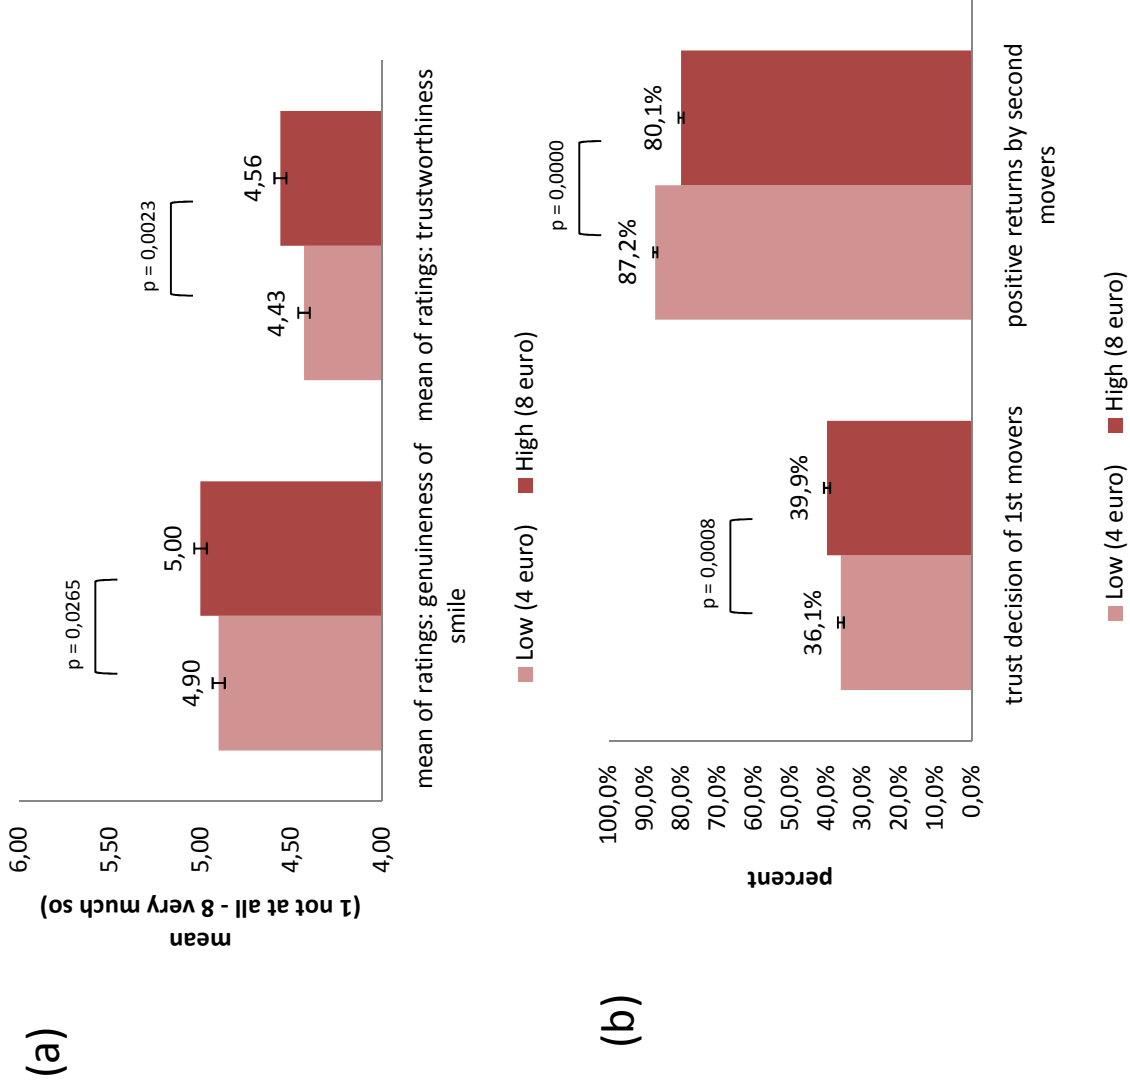 (a)
mean
(1 not at all - 8 very much so)
6,00
5,50
5,00
4,50
4,00
p = 0,0265
4,90
5,00
p = 0,0023
4,43
4,56
mean of ratings: genuineness of
smile
mean of ratings: trustworthiness
Low (4 euro)
High (8 euro)
(b)
percent
100,0%
90,0%
80,0%
70,0%
60,0%
50,0%
40,0%
30,0%
20,0%
10,0%
0,0%
p = 0,0008
36,1%
39,9%
p = 0,0000
87,2%
80,1%
trust decision of 1st movers
positive returns by second
movers
Low (4 euro)
High (8 euro)